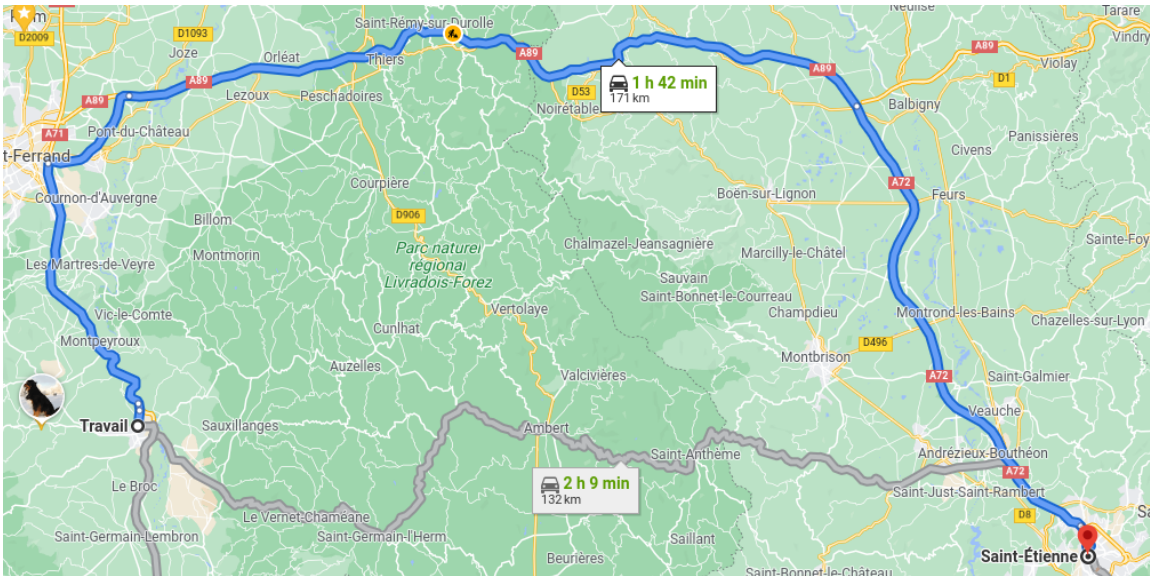 D2009
D1093
Saint-Rémy-sur-Durolle
Neulise
Tarare
Vindry
Joze
Orléat
Thiers
A89
A89
Violay
A89
A89
A89
D1
Lezoux
Peschadoires
D53
1 h 42 min
171 km
Noirétable
Balbigny
A71
Pont-du-Château
Panissières
t-Ferrand
Civens
Courpière
A72
Cournon-d'Auvergne
Boën-sur-Lignon
Feurs
Billom
D906
Sainte-Foy
Montmorin
Parc naturel
régional
Livradois-Forez
Chalmazel-Jeansagnière
Marcilly-le-Châtel
Les Martres-de-Veyre
Sauvain
Saint-Bonnet-le-Courreau
Vic-le-Comte
Vertolaye
Champdieu
Montrond-les-Bains
Chazelles-sur-Lyon
Cunlhat
Montpeyroux
D496
Montbrison
Auzelles
Valcivières
A72
Saint-Galmier
Veauche
Travail
Sauxillanges
Ambert
Saint-Anthème
Andrézieux-Bouthéon
A72
Le Broc
2 h 9 min
132 km
Saint-Just-Saint-Rambert
Le Vernet-Chaméane
D8
Sa
Saint-Germain-Lembron
Saint-Germain-l'Herm
Saillant
Beurières
Saint-Étienne
Saint-Bonnet-le-Château